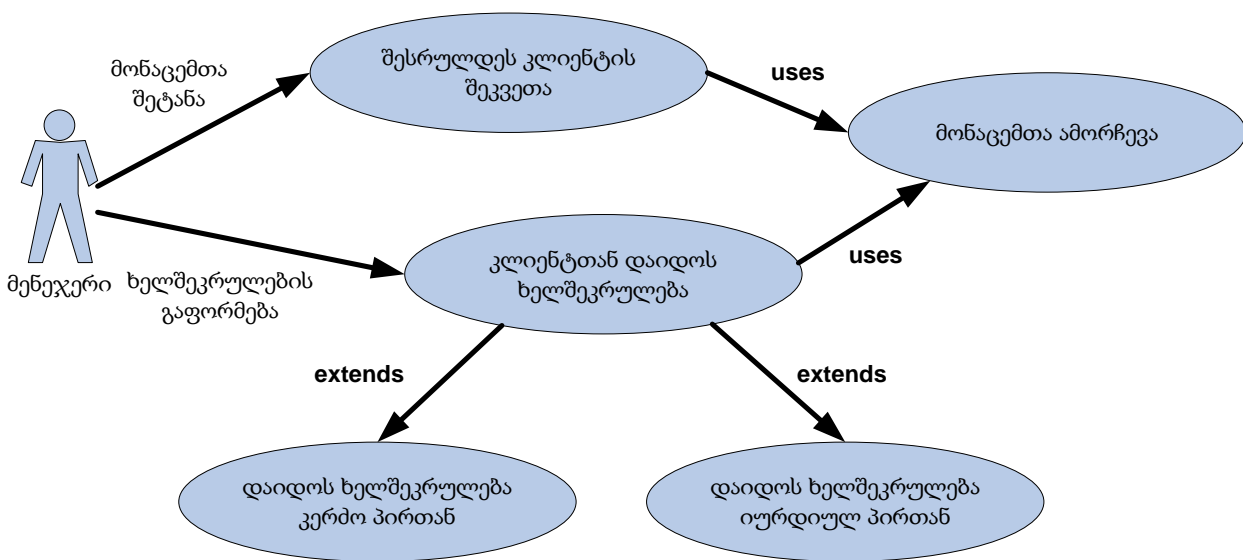 შესრულდეს კლიენტის
შეკვეთა
მონაცემთა
შეტანა
uses
მონაცემთა ამორჩევა
მენეჯერი
ხელშეკრულების
გაფორმება
კლიენტთან დაიდოს
ხელშეკრულება
uses
extends
extends
დაიდოს ხელშეკრულება
კერძო პირთან
დაიდოს ხელშეკრულება
იურდიულ პირთან